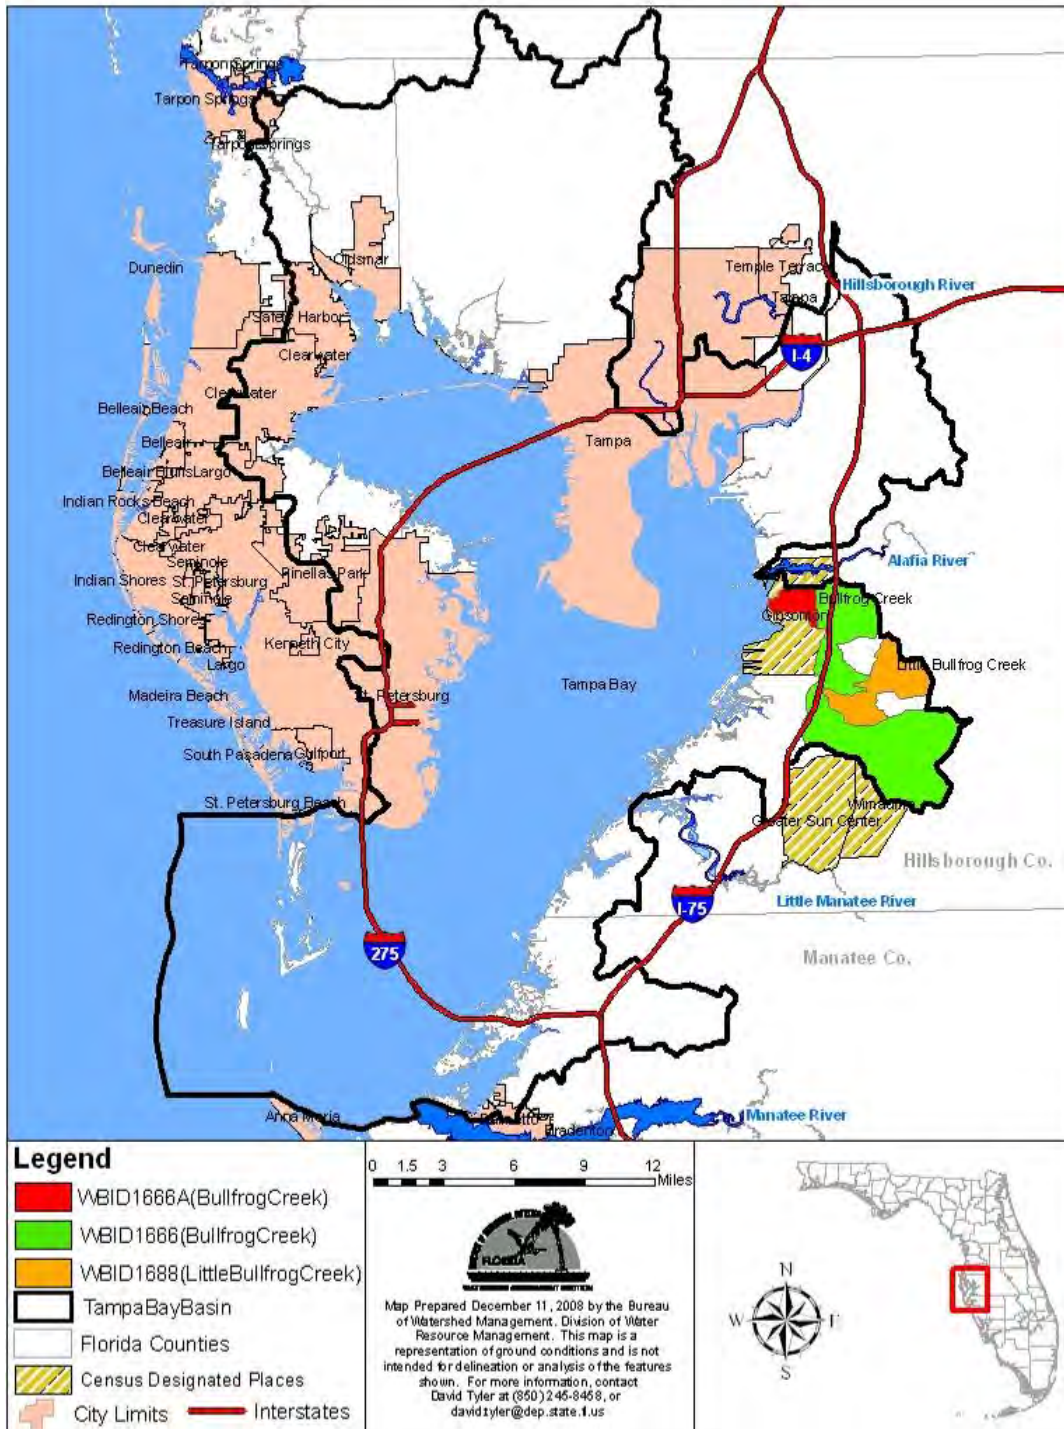 Tarpon Springs
Tarpon Springs
Tarpon Springs
Dunedin
Oldsmar
Temple Terrace
Tampa
Hillsborough River
Safety Harbor
Clearwater
I-4
Clearwater
Belleair Beach
Belleair
Tampa
Belleair Bluffs
Largo
Indian Rocks Beach
Clearwater
Clearwater
Seminole
Alafia River
Pinellas Park
Indian Shores
St. Petersburg
Seminole
Bullfrog Creek
Gibsonton
Redington Shores
Redington Beach
Kenneth City
Largo
Little Bullfrog Creek
Madeira Beach
St. Petersburg
Tampa Bay
Treasure Island
South Pasadena
Gulfport
St. Petersburg Beach
Wimauma
Greater Sun Center
Hillsborough Co.
Little Manatee River
I-75
275
Manatee Co.
Anna Maria
Palmetto
Manatee River
Bradenton
Legend
WBID1666A(BullfrogCreek)
WBID1666(BullfrogCreek)
WBID1688(LittleBullfrogCreek)
TampaBayBasin
Florida Counties
Census Designated Places
City Limits
Interstates
0 1.5 3 6 9 12
Miles
FLORIDA
Map Prepared December 11, 2008 by the Bureau
of Watershed Management. Division of Water
Resource Management. This map is a
representation of ground conditions and is not
intended for delineation or analysis of the features
shown. For more information, contact
David Tyler at (850) 245-8458, or
david.tyler@dep.state.fl.us
N
W E
S